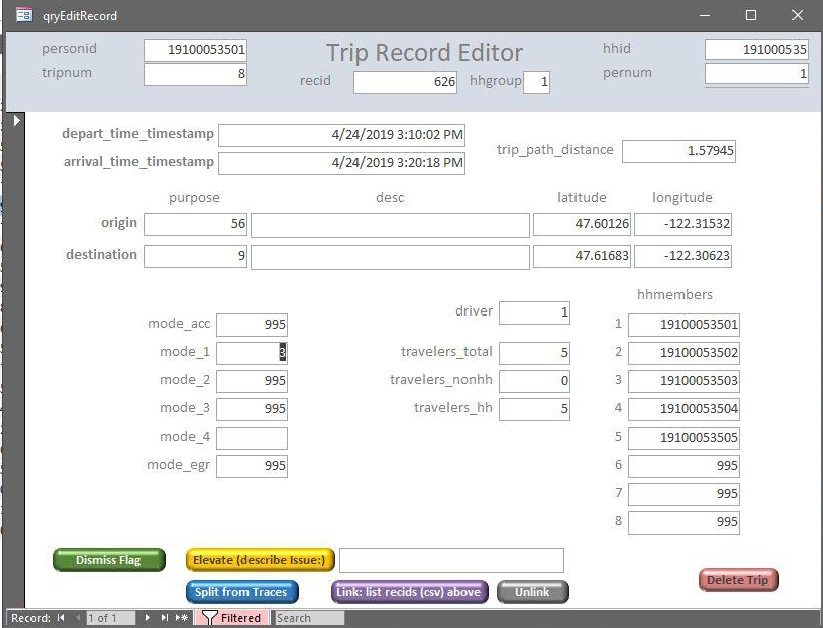 qryEditRecord
personid 19100053501 Trip Record Editor hhid 191000535
tripnum 8 recid 626 hhgroup 1 pernum 1
depart_time_timestamp 4/24/2019 3:10:02 PM
trip_path_distance 1.57945
arrival_time_timestamp 4/24/2019 3:20:18 PM
purpose desc latitude longitude
origin 56 47.60126 -122.31532
destination 9 47.61683 -122.30623
hhmembers
driver 1
mode_acc 995 1 19100053501
mode_1 3 travelers_total 5 2 19100053502
mode_2 995 travelers_nonhh 0 3 19100053503
mode_3 995 travelers_hh 5 4 19100053504
mode_4 5 19100053505
mode_egr 995 6 995
7 995
8 995
Dismiss Flag Elevate (describe Issue:)
Split from Traces Link: list recids (csv) above Unlink Delete Trip
Record: 1 of 1 Filtered Search